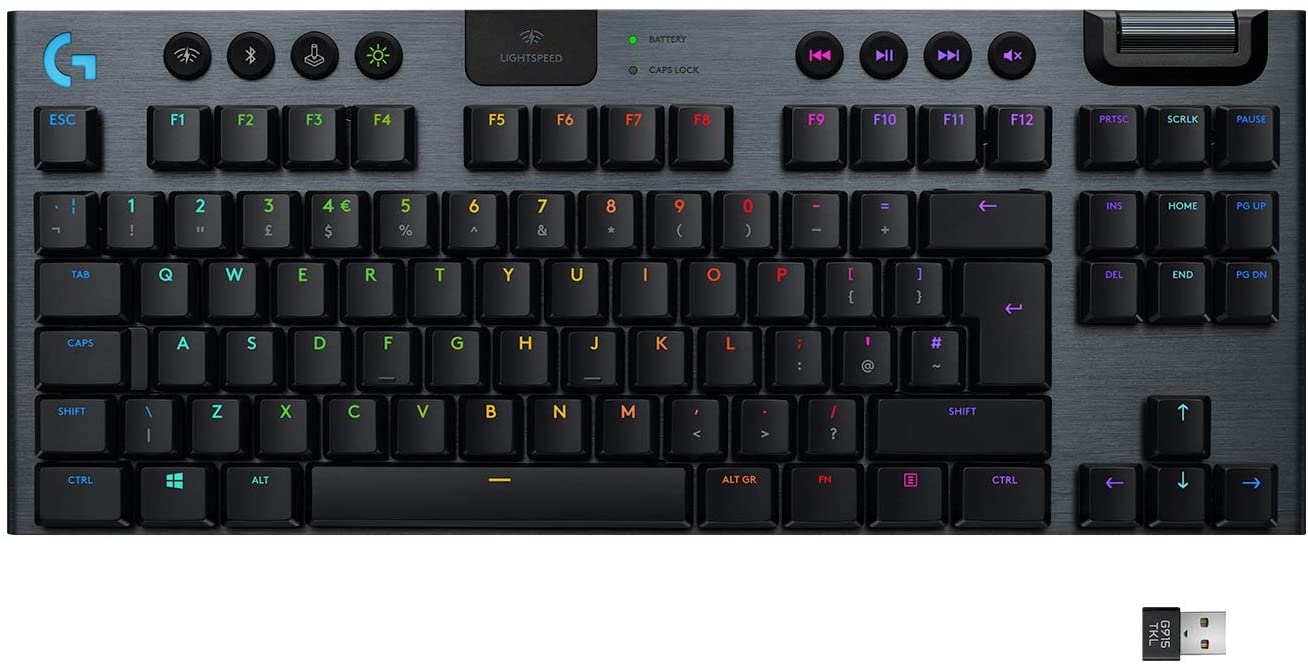 LIGHTSPEED
BATTERY
CAPS LOCK
ESC F1 F2 F3 F4 F5 F6 F7 F8 F9 F10 F11 F12 PRTSC SCRLK PAUSE
` ¦ ¬ 1 ! 2 " 3 £ 4 € $ 5 % 6 ^ 7 & 8 * 9 ( 0 ) - _ = + ← INS HOME PG UP
TAB Q W E R T Y U I O P [ { ] } ↵ DEL END PG DN
CAPS A S D F G H J K L ; : ' @ # ~
SHIFT \ | Z X C V B N M , < . > / ? SHIFT ↑
CTRL ALT ALT GR FN CTRL ← ↓ →
G915
TKL